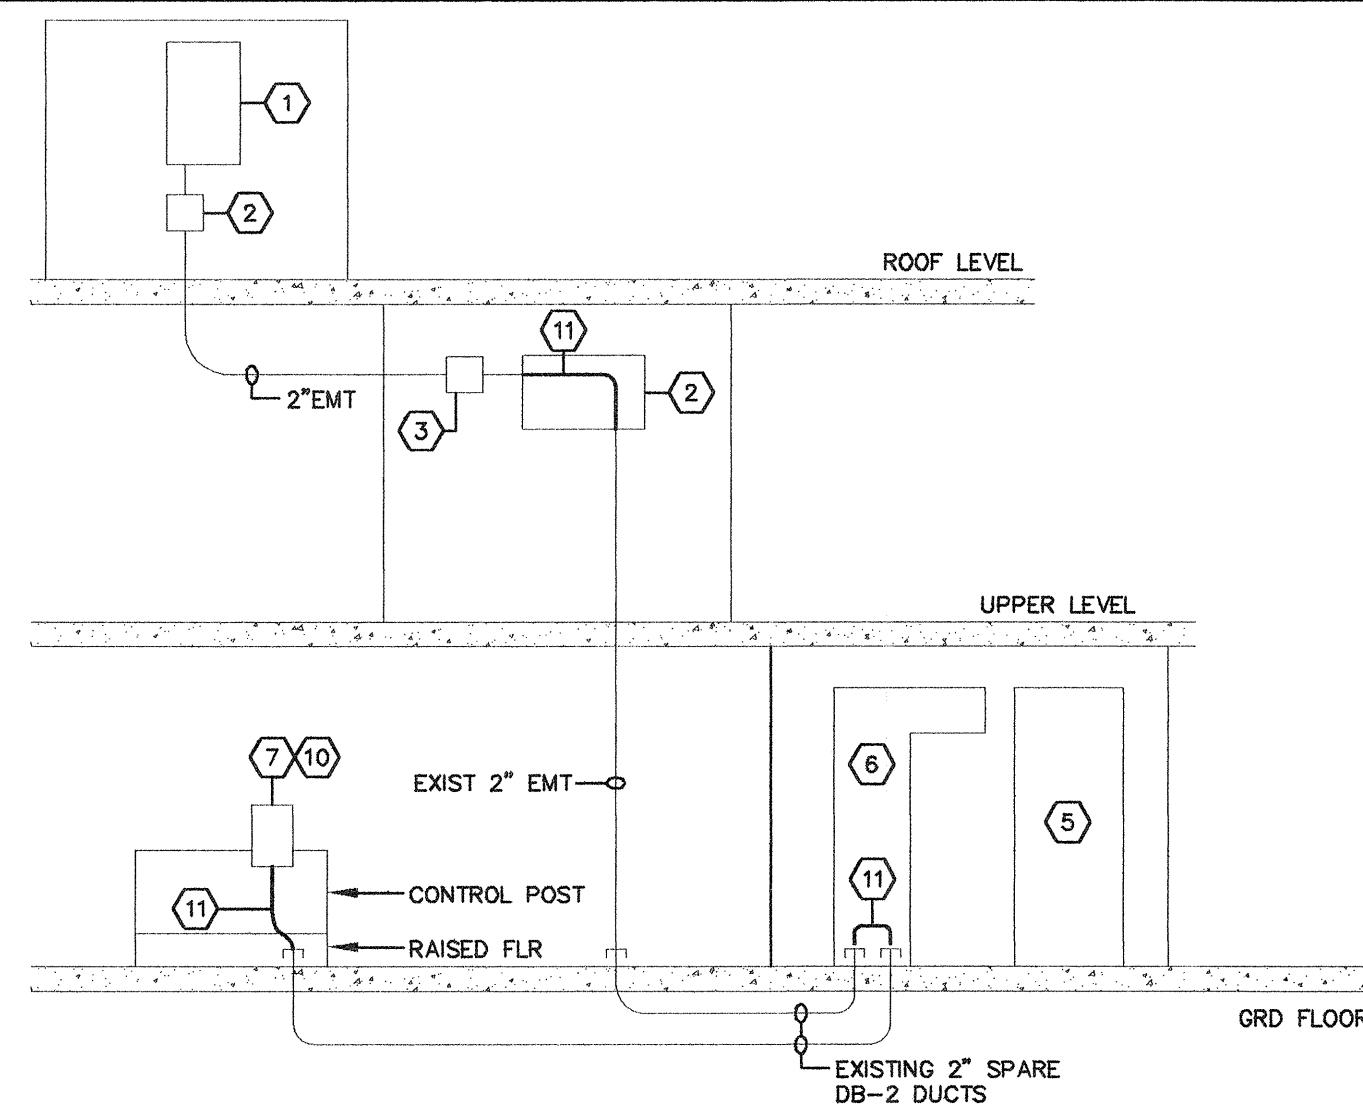 1
2
ROOF LEVEL
11
2"EMT
2
3
UPPER LEVEL
7 10
6
EXIST 2" EMT
5
11
CONTROL POST
11
RAISED FLR
GRD FLOOR
EXISTING 2" SPARE
DB-2 DUCTS